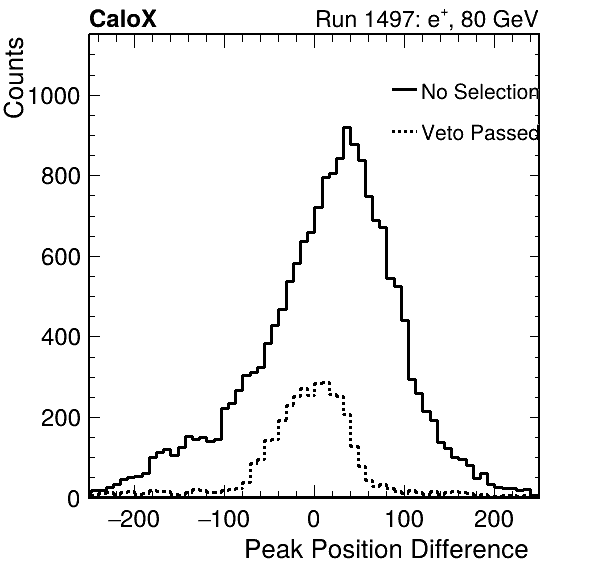 CaloX Run 1497: e+, 80 GeV
Counts
1000
800
600
400
200
0
No Selection
Veto Passed
−200 −100 0 100 200
Peak Position Difference